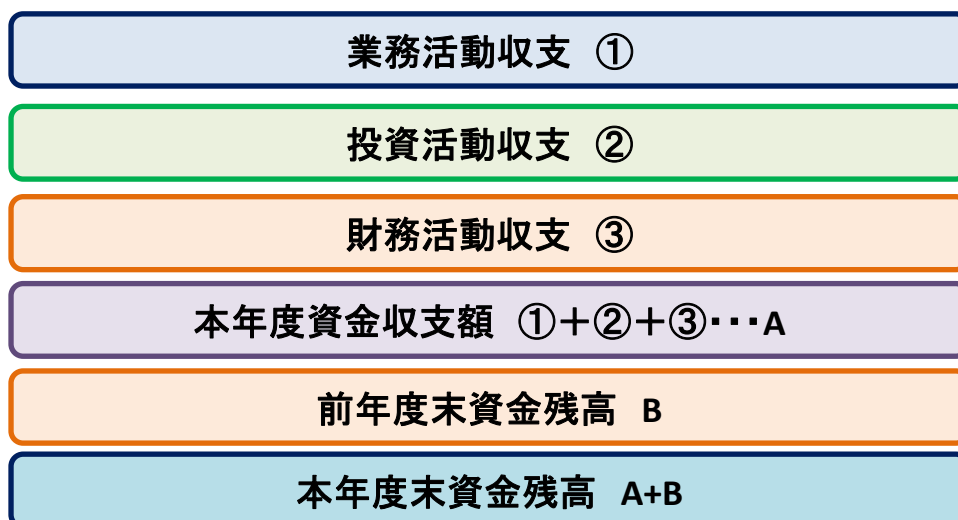 業務活動収支 ①
投資活動収支 ②
財務活動収支 ③
本年度資金収支額 ①+②+③・・・A
前年度末資金残高 B
本年度末資金残高 A+B